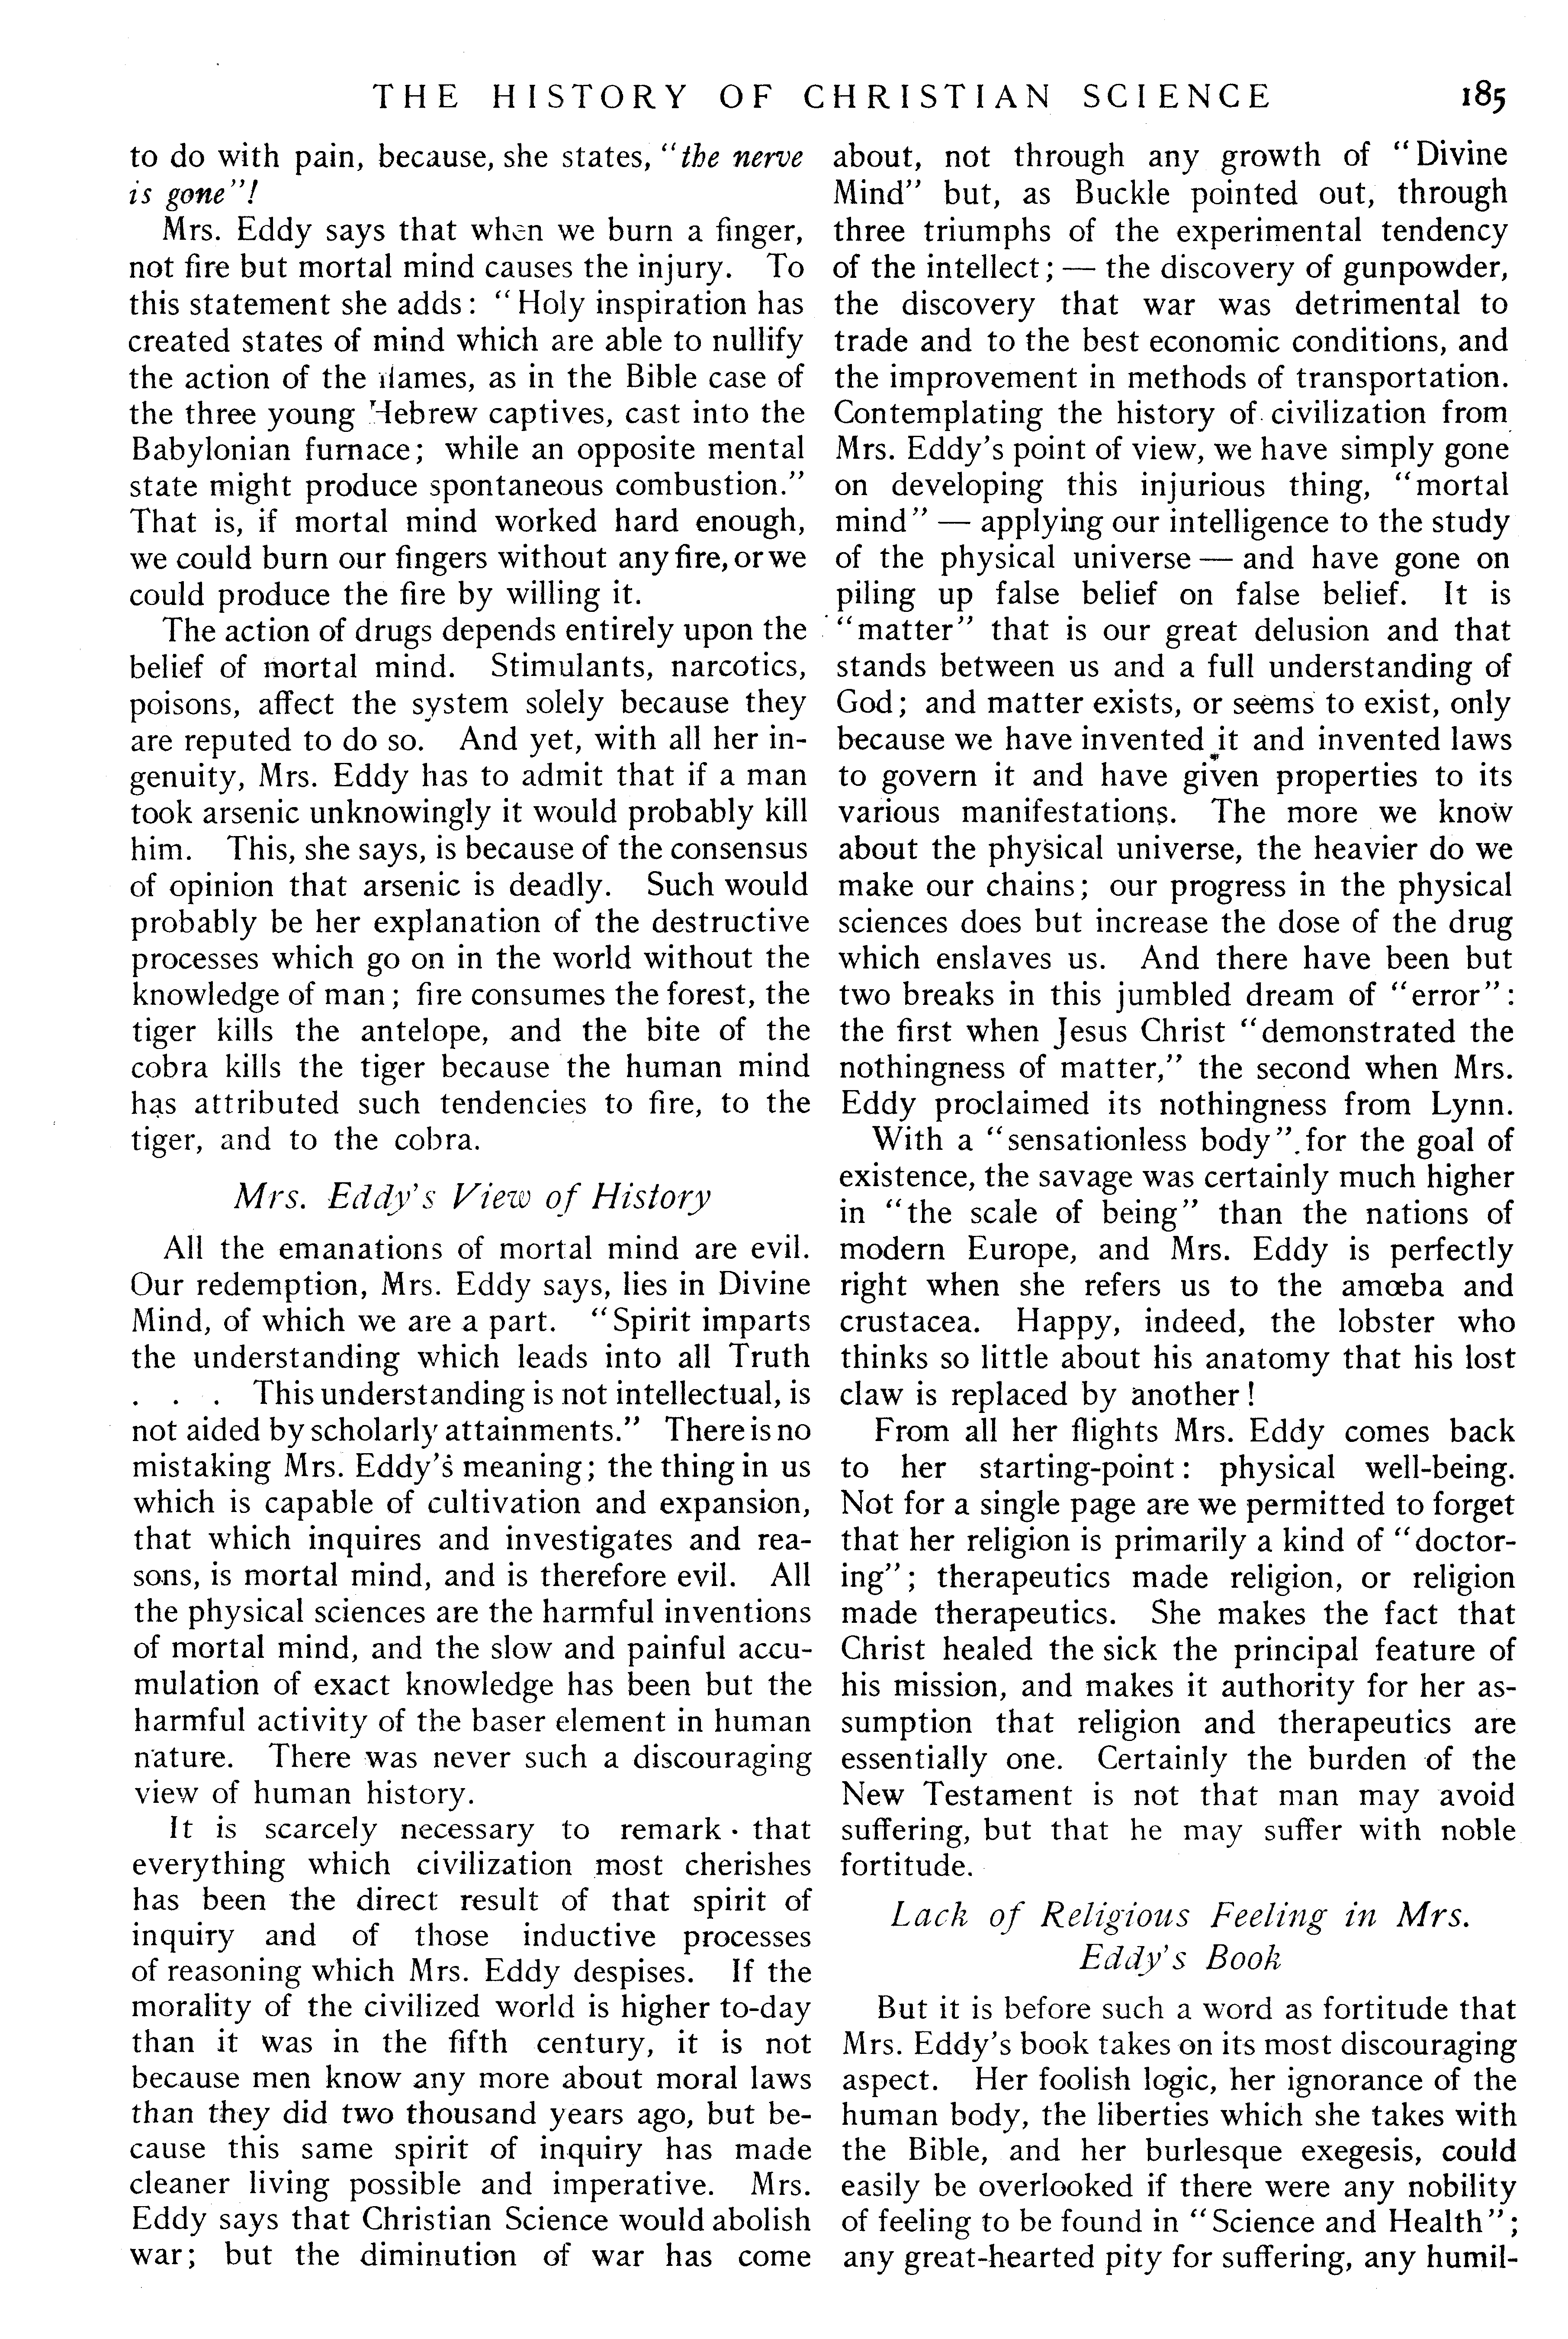 THE HISTORY OF CHRISTIAN SCIENCE 185
to do with pain, because, she states, "the nerve
is gone"!
Mrs. Eddy says that when we burn a finger,
not fire but mortal mind causes the injury. To
this statement she adds: "Holy inspiration has
created states of mind which are able to nullify
the action of the flames, as in the Bible case of
the three young Hebrew captives, cast into the
Babylonian furnace; while an opposite mental
state might produce spontaneous combustion."
That is, if mortal mind worked hard enough,
we could burn our fingers without any fire, or we
could produce the fire by willing it.
The action of drugs depends entirely upon the
belief of mortal mind. Stimulants, narcotics,
poisons, affect the system solely because they
are reputed to do so. And yet, with all her in-
genuity, Mrs. Eddy has to admit that if a man
took arsenic unknowingly it would probably kill
him. This, she says, is because of the consensus
of opinion that arsenic is deadly. Such would
probably be her explanation of the destructive
processes which go on in the world without the
knowledge of man; fire consumes the forest, the
tiger kills the antelope, and the bite of the
cobra kills the tiger because the human mind
has attributed such tendencies to fire, to the
tiger, and to the cobra.
Mrs. Eddy's View of History
All the emanations of mortal mind are evil.
Our redemption, Mrs. Eddy says, lies in Divine
Mind, of which we are a part. "Spirit imparts
the understanding which leads into all Truth
. . . This understanding is not intellectual, is
not aided by scholarly attainments." There is no
mistaking Mrs. Eddy's meaning; the thing in us
which is capable of cultivation and expansion,
that which inquires and investigates and rea-
sons, is mortal mind, and is therefore evil. All
the physical sciences are the harmful inventions
of mortal mind, and the slow and painful accu-
mulation of exact knowledge has been but the
harmful activity of the baser element in human
nature. There was never such a discouraging
view of human history.
It is scarcely necessary to remark that
everything which civilization most cherishes
has been the direct result of that spirit of
inquiry and of those inductive processes
of reasoning which Mrs. Eddy despises. If the
morality of the civilized world is higher to-day
than it was in the fifth century, it is not
because men know any more about moral laws
than they did two thousand years ago, but be-
cause this same spirit of inquiry has made
cleaner living possible and imperative. Mrs.
Eddy says that Christian Science would abolish
war; but the diminution of war has come
about, not through any growth of "Divine
Mind" but, as Buckle pointed out, through
three triumphs of the experimental tendency
of the intellect; — the discovery of gunpowder,
the discovery that war was detrimental to
trade and to the best economic conditions, and
the improvement in methods of transportation.
Contemplating the history of civilization from
Mrs. Eddy's point of view, we have simply gone
on developing this injurious thing, "mortal
mind" — applying our intelligence to the study
of the physical universe — and have gone on
piling up false belief on false belief. It is
"matter" that is our great delusion and that
stands between us and a full understanding of
God; and matter exists, or seems to exist, only
because we have invented it and invented laws
to govern it and have given properties to its
various manifestations. The more we know
about the physical universe, the heavier do we
make our chains; our progress in the physical
sciences does but increase the dose of the drug
which enslaves us. And there have been but
two breaks in this jumbled dream of "error":
the first when Jesus Christ "demonstrated the
nothingness of matter," the second when Mrs.
Eddy proclaimed its nothingness from Lynn.
With a "sensationless body" for the goal of
existence, the savage was certainly much higher
in "the scale of being" than the nations of
modern Europe, and Mrs. Eddy is perfectly
right when she refers us to the amœba and
crustacea. Happy, indeed, the lobster who
thinks so little about his anatomy that his lost
claw is replaced by another!
From all her flights Mrs. Eddy comes back
to her starting-point: physical well-being.
Not for a single page are we permitted to forget
that her religion is primarily a kind of "doctor-
ing"; therapeutics made religion, or religion
made therapeutics. She makes the fact that
Christ healed the sick the principal feature of
his mission, and makes it authority for her as-
sumption that religion and therapeutics are
essentially one. Certainly the burden of the
New Testament is not that man may avoid
suffering, but that he may suffer with noble
fortitude.
Lack of Religious Feeling in Mrs.
Eddy's Book
But it is before such a word as fortitude that
Mrs. Eddy's book takes on its most discouraging
aspect. Her foolish logic, her ignorance of the
human body, the liberties which she takes with
the Bible, and her burlesque exegesis, could
easily be overlooked if there were any nobility
of feeling to be found in "Science and Health";
any great-hearted pity for suffering, any humil-